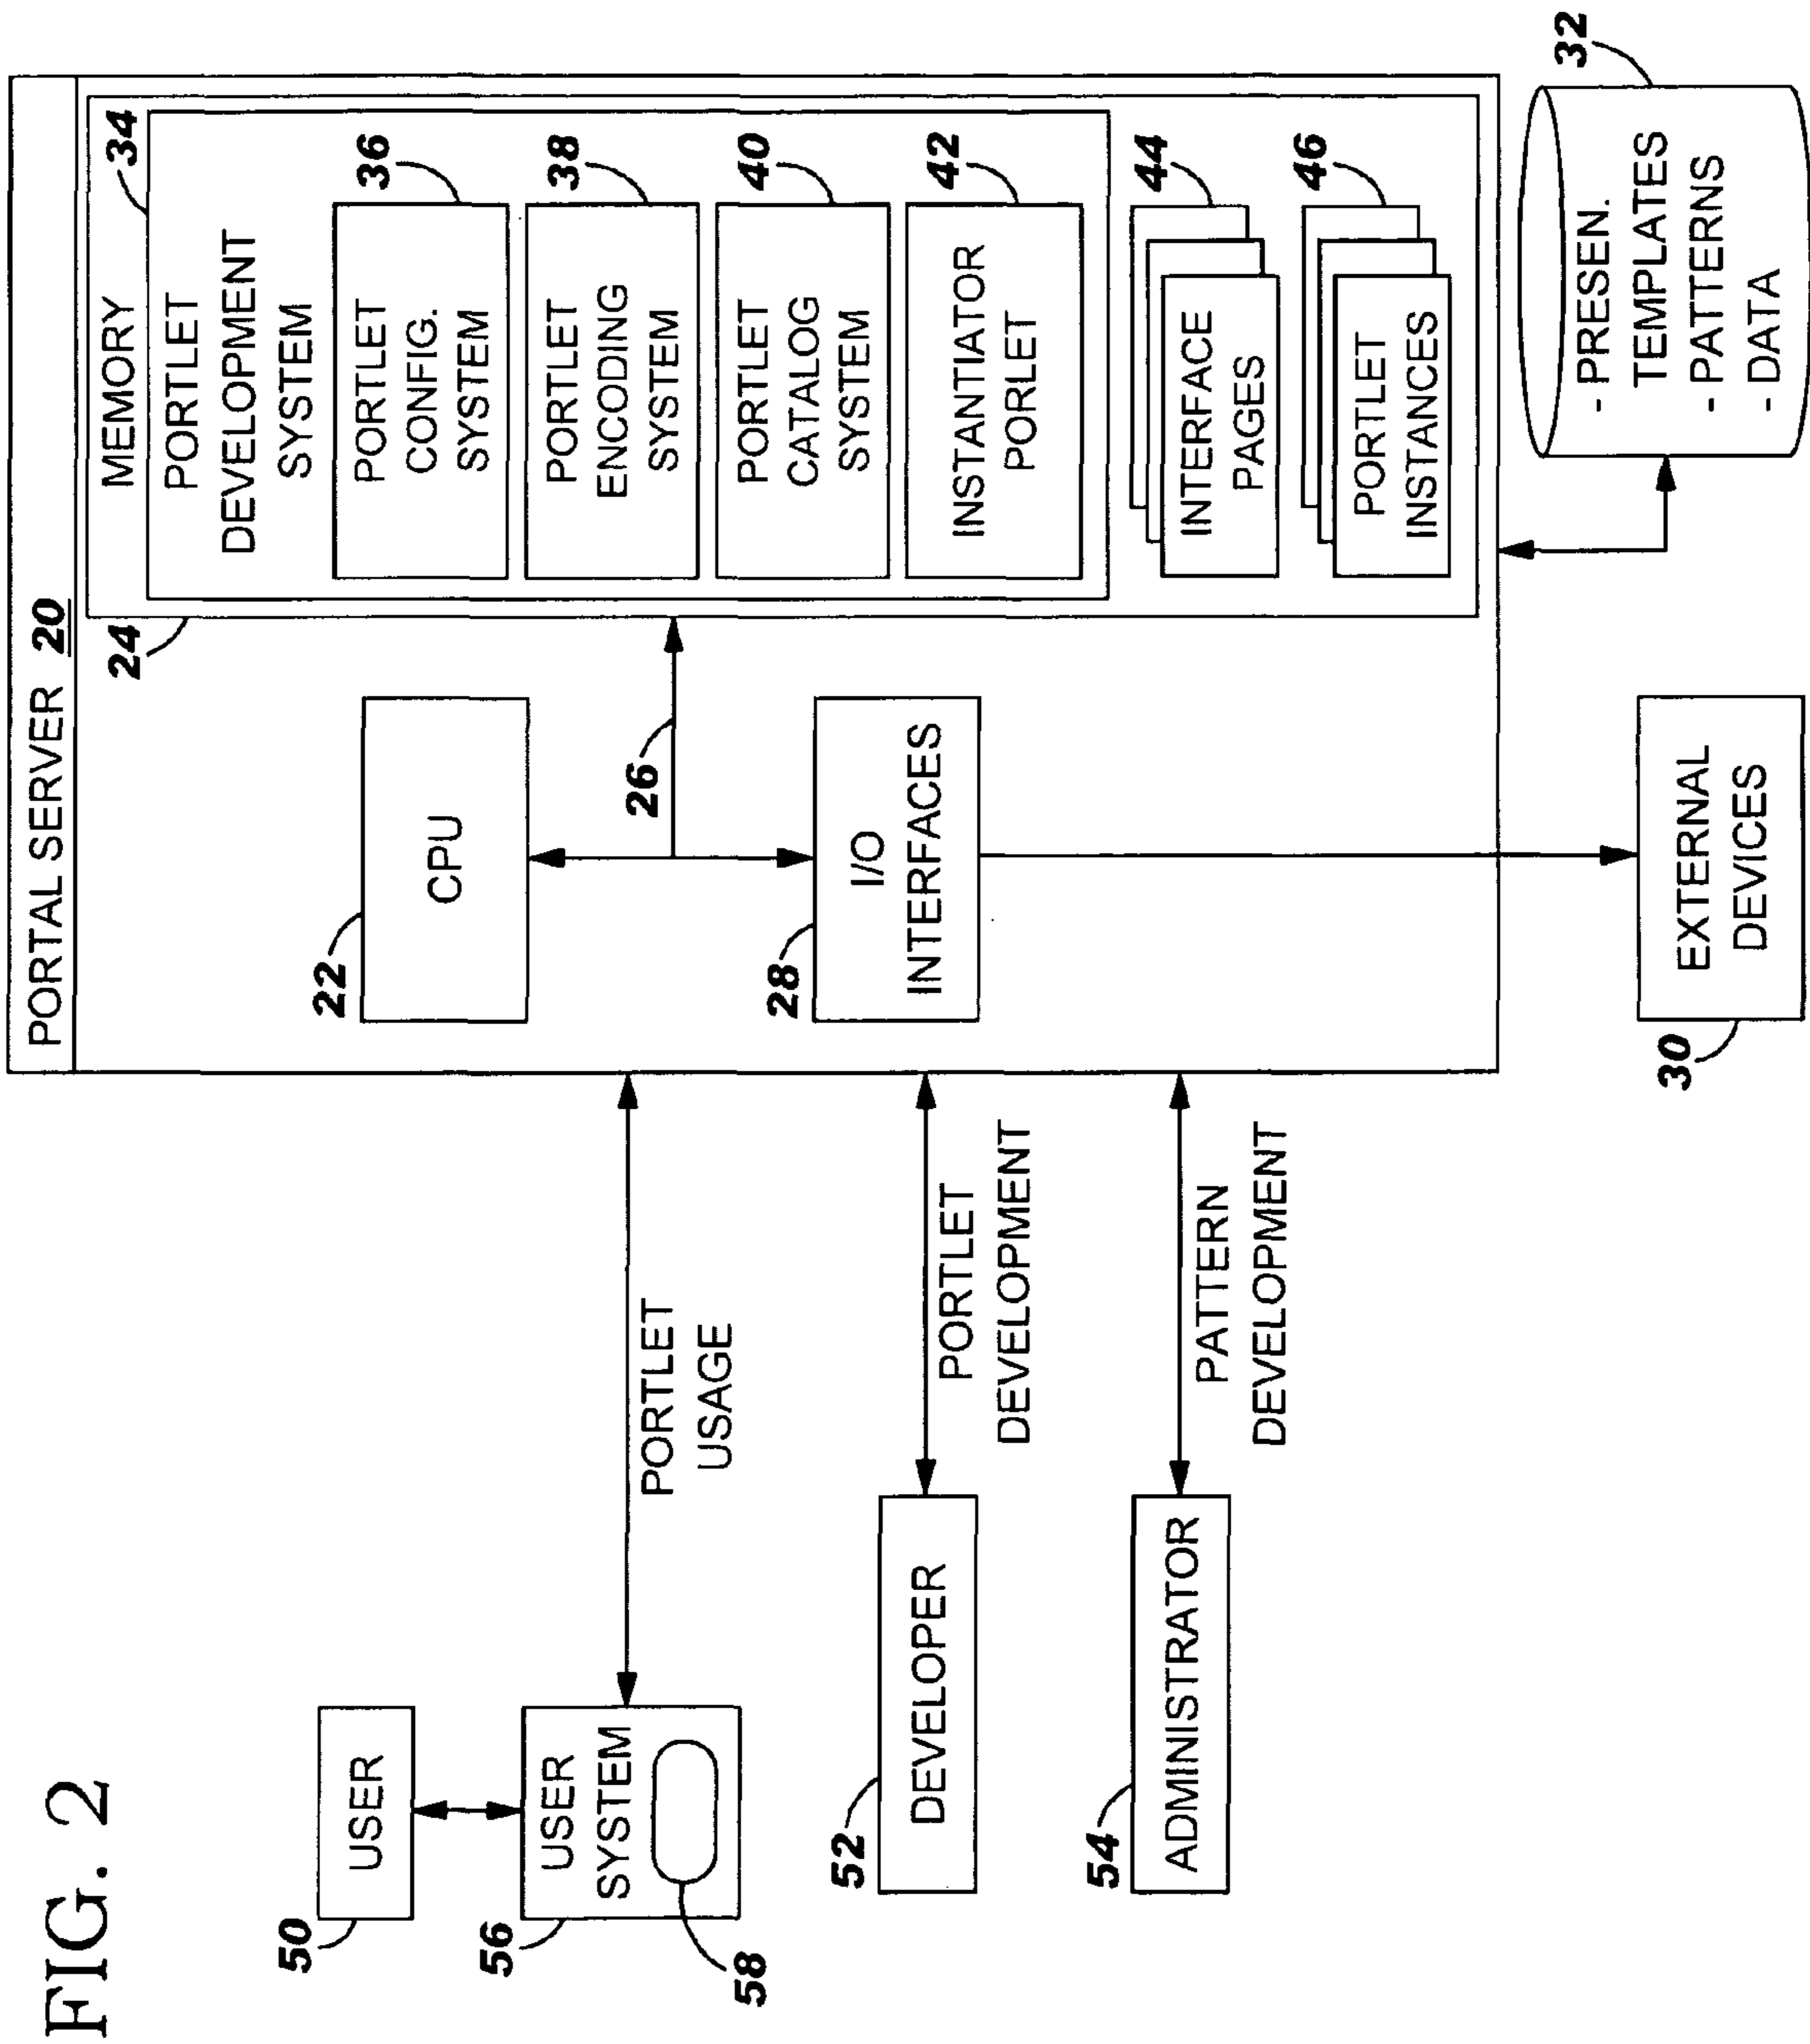 FIG. 2
PORTAL SERVER 20
50
USER
56
USER
SYSTEM
58
PORTLET
USAGE
52
DEVELOPER
PORTLET
DEVELOPMENT
54
ADMINISTRATOR
PATTERN
DEVELOPMENT
22
CPU
26
28
I/O
INTERFACES
30
EXTERNAL
DEVICES
24
MEMORY
34
PORTLET
DEVELOPMENT
SYSTEM
36
PORTLET
CONFIG.
SYSTEM
38
PORTLET
ENCODING
SYSTEM
40
PORTLET
CATALOG
SYSTEM
42
INSTANTIATOR
PORLET
44
INTERFACE
PAGES
46
PORTLET
INSTANCES
32
- PRESEN.
TEMPLATES
- PATTERNS
- DATA